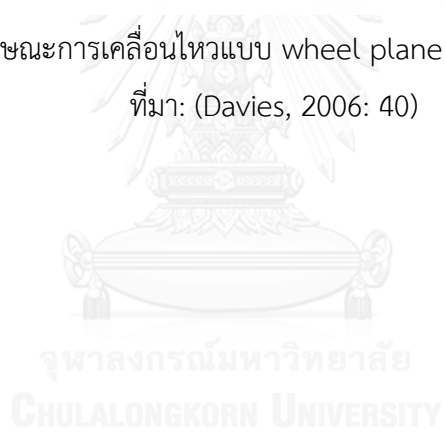 ษณะการเคลื่อนไหวแบบ wheel plane
ที่มา: (Davies, 2006: 40)
จุฬาลงกรณ์มหาวิทยาลัย
CHULALONGKORN UNIVERSITY